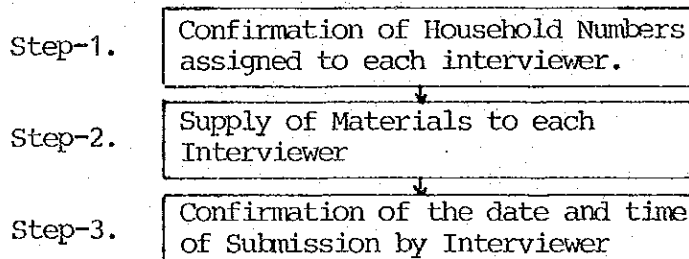 Step-1.
Confirmation of Household Numbers
assigned to each interviewer.
Step-2.
Supply of Materials to each
Interviewer
Step-3.
Confirmation of the date and time
of Submission by Interviewer